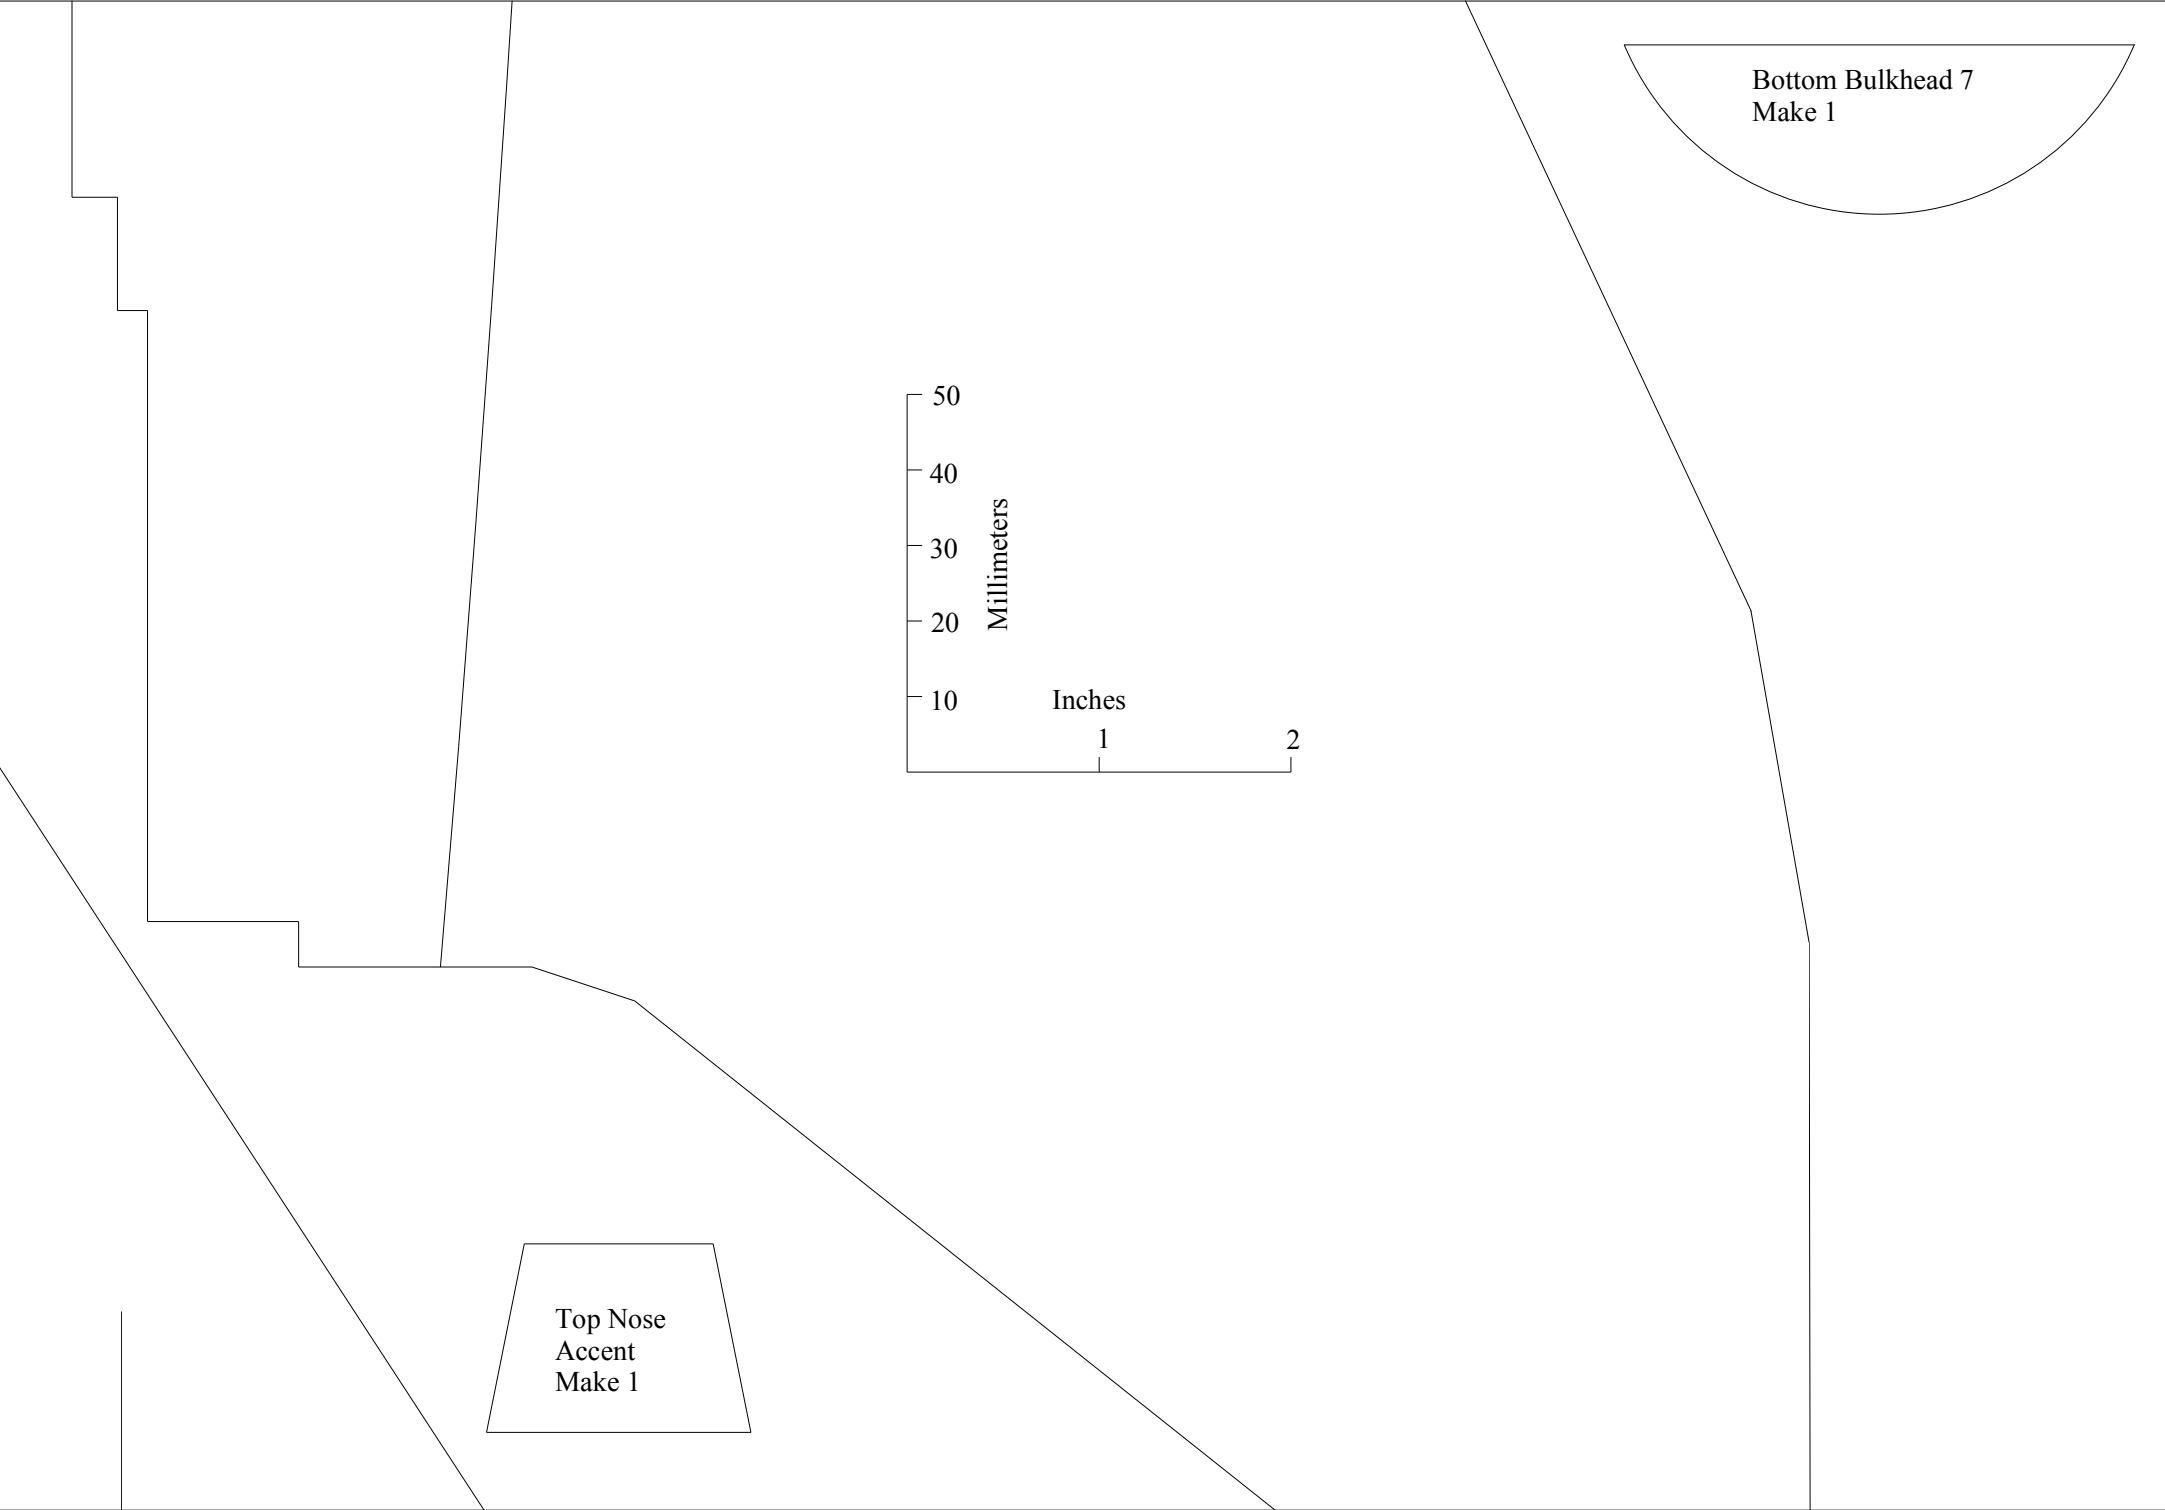 Bottom Bulkhead 7
Make 1
50
40
30
20
10
Millimeters
Inches
1
2
Top Nose
Accent
Make 1